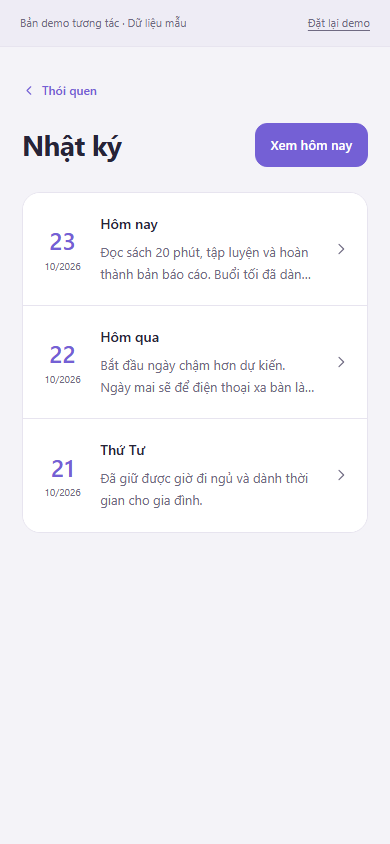 Bản demo tương tác · Dữ liệu mẫu
Đặt lại demo
Thói quen
Nhật ký
Xem hôm nay
23
10/2026
Hôm nay
Đọc sách 20 phút, tập luyện và hoàn
thành bản báo cáo. Buổi tối đã dàn...
22
10/2026
Hôm qua
Bắt đầu ngày chậm hơn dự kiến.
Ngày mai sẽ để điện thoại xa bàn là...
21
10/2026
Thứ Tư
Đã giữ được giờ đi ngủ và dành thời
gian cho gia đình.